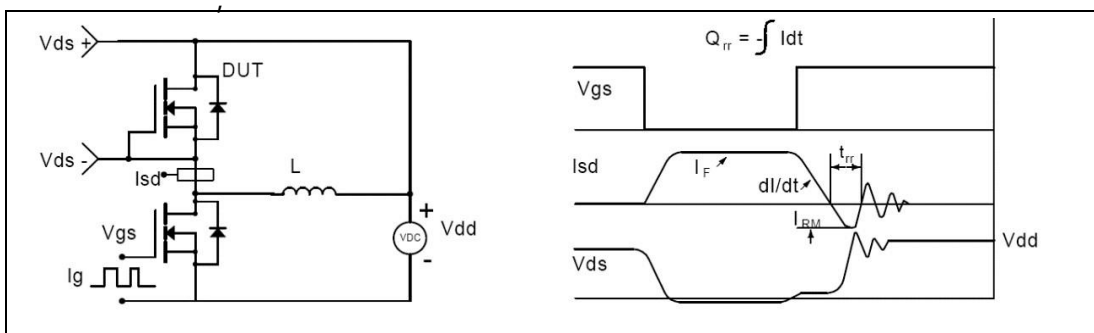 Vds +
DUT
Vds -
Isd
L
Vgs
+
VDC
Vdd
-
Ig
Q rr = -∫ Idt
Vgs
Isd
I F
dI/dt
t rr
I RM
Vdd
Vds